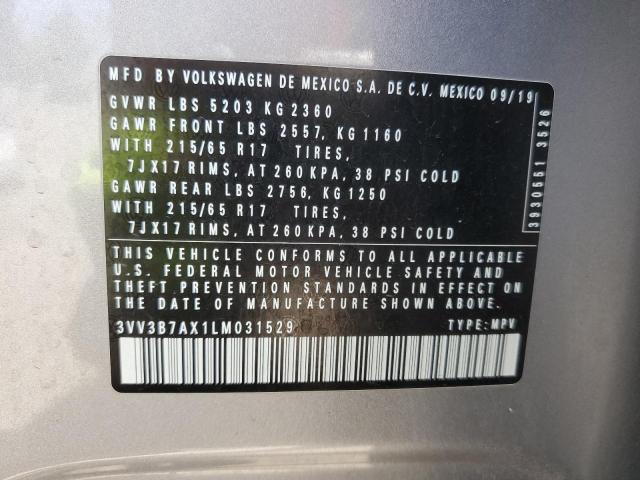 MFD BY VOLKSWAGEN DE MEXICO S.A. DE C.V. MEXICO 09/19
GVWR LBS 5203 KG 2360
GAWR FRONT LBS 2557, KG 1160
WITH 215/65 R17 TIRES,
7JX17 RIMS, AT 260 KPA, 38 PSI COLD
GAWR REAR LBS 2756, KG 1250
WITH 215/65 R17 TIRES,
7JX17 RIMS, AT 260 KPA, 38 PSI COLD
3930551 3526
THIS VEHICLE CONFORMS TO ALL APPLICABLE
U.S. FEDERAL MOTOR VEHICLE SAFETY AND
THEFT PREVENTION STANDARDS IN EFFECT ON
THE DATE OF MANUFACTURE SHOWN ABOVE.
3VV3B7AX1LM031529 TYPE: MPV